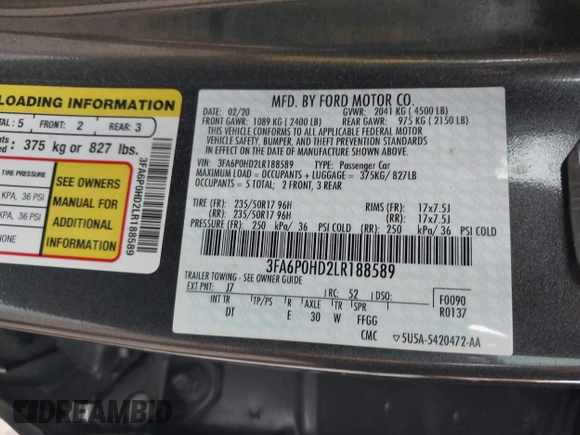 LOADING INFORMATION
TOTAL: 5 FRONT: 2 REAR: 3
375 kg or 827 lbs.
TIRE PRESSURE
KPA, 36 PSI
KPA, 36 PSI
SEE OWNERS
MANUAL FOR
ADDITIONAL
INFORMATION
3FA6P0HD2LR188589
MFD. BY FORD MOTOR CO.
02/20 GVWR: 2041 KG ( 4500 LB)
FRONT GAWR: 1089 KG ( 2400 LB) REAR GAWR: 975 KG ( 2150 LB)
THIS VEHICLE CONFORMS TO ALL APPLICABLE FEDERAL MOTOR
VEHICLE SAFETY, BUMPER, AND THEFT PREVENTION STANDARDS
IN EFFECT ON THE DATE OF MANUFACTURE SHOWN ABOVE.
VIN: 3FA6P0HD2LR188589 TYPE: Passenger Car
MAXIMUM LOAD = OCCUPANTS + LUGGAGE = 375KG/ 827LB
OCCUPANTS = 5 TOTAL; 2 FRONT, 3 REAR
TIRE (FR): 235/50R17 96H RIMS (FR): 17x7.5J
(RR): 235/50R17 96H (RR): 17x7.5J
PRESSURE (FR): 250 kPa/ 36 PSI COLD (RR): 250 kPa/ 36 PSI COLD
3FA6P0HD2LR188589
TRAILER TOWING - SEE OWNER GUIDE
EXT PNT: J7 RC: 52 DSO: F0090
INT TR TP/PS R AXLE TR SPR R0137
DT E 30 W FFGG
CMC 5U5A-5420472-AA
DREAMBID